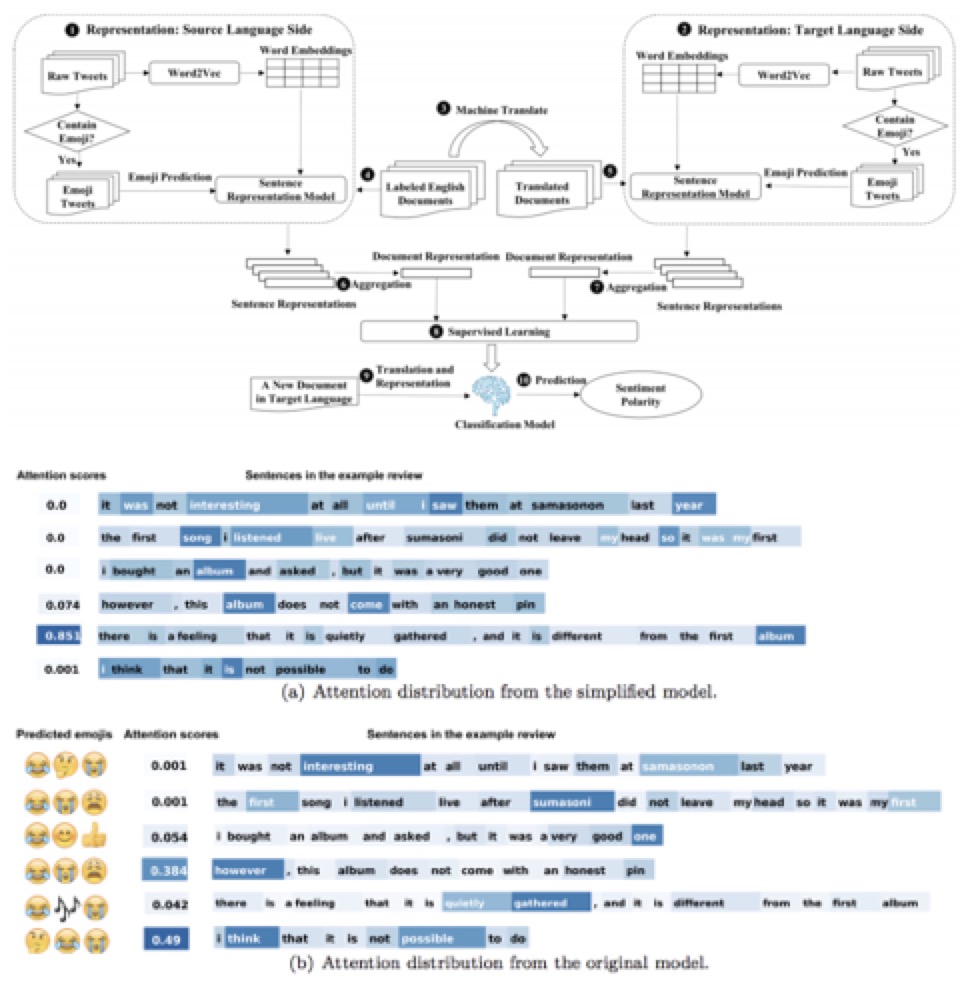 1 Representation: Source Language Side
Raw Tweets
Word2Vec
Word Embeddings
Contain
Emoji?
Yes
Emoji
Tweets
Emoji Prediction
Sentence
Representation Model
3 Machine Translate
4
Labeled English
Documents
Translated
Documents
5
2 Representation: Target Language Side
Word Embeddings
Word2Vec
Raw Tweets
Contain
Emoji?
Yes
Emoji
Tweets
Emoji Prediction
Sentence
Representation Model
Sentence Representations
6 Aggregation
Document Representation
Document Representation
7 Aggregation
Sentence Representations
8 Supervised Learning
A New Document
in Target Language
9 Translation and
Representation
Classification Model
10 Prediction
Sentiment
Polarity
Attention scores Sentences in the example review
0.0 it was not interesting at all until i saw them at samasonon last year
0.0 the first song i listened live after sumasoni did not leave my head so it was my first
0.0 i bought an album and asked , but it was a very good one
0.074 however , this album does not come with an honest pin
0.851 there is a feeling that it is quietly gathered , and it is different from the first album
0.001 i think that it is not possible to do
(a) Attention distribution from the simplified model.
Predicted emojis Attention scores Sentences in the example review
0.001 it was not interesting at all until i saw them at samasonon last year
0.001 the first song i listened live after sumasoni did not leave my head so it was my first
0.054 i bought an album and asked , but it was a very good one
0.384 however , this album does not come with an honest pin
0.042 there is a feeling that it is quietly gathered , and it is different from the first album
0.49 i think that it is not possible to do
(b) Attention distribution from the original model.